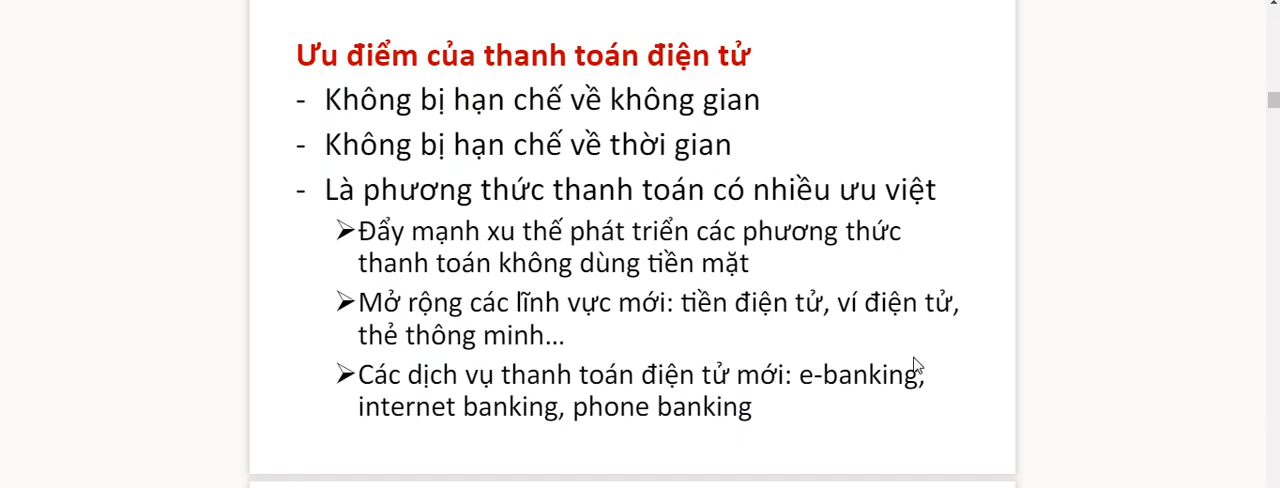 Ưu điểm của thanh toán điện tử
- Không bị hạn chế về không gian
- Không bị hạn chế về thời gian
- Là phương thức thanh toán có nhiều ưu việt
➢Đẩy mạnh xu thế phát triển các phương thức
thanh toán không dùng tiền mặt
➢Mở rộng các lĩnh vực mới: tiền điện tử, ví điện tử,
thẻ thông minh...
➢Các dịch vụ thanh toán điện tử mới: e-banking,
internet banking, phone banking